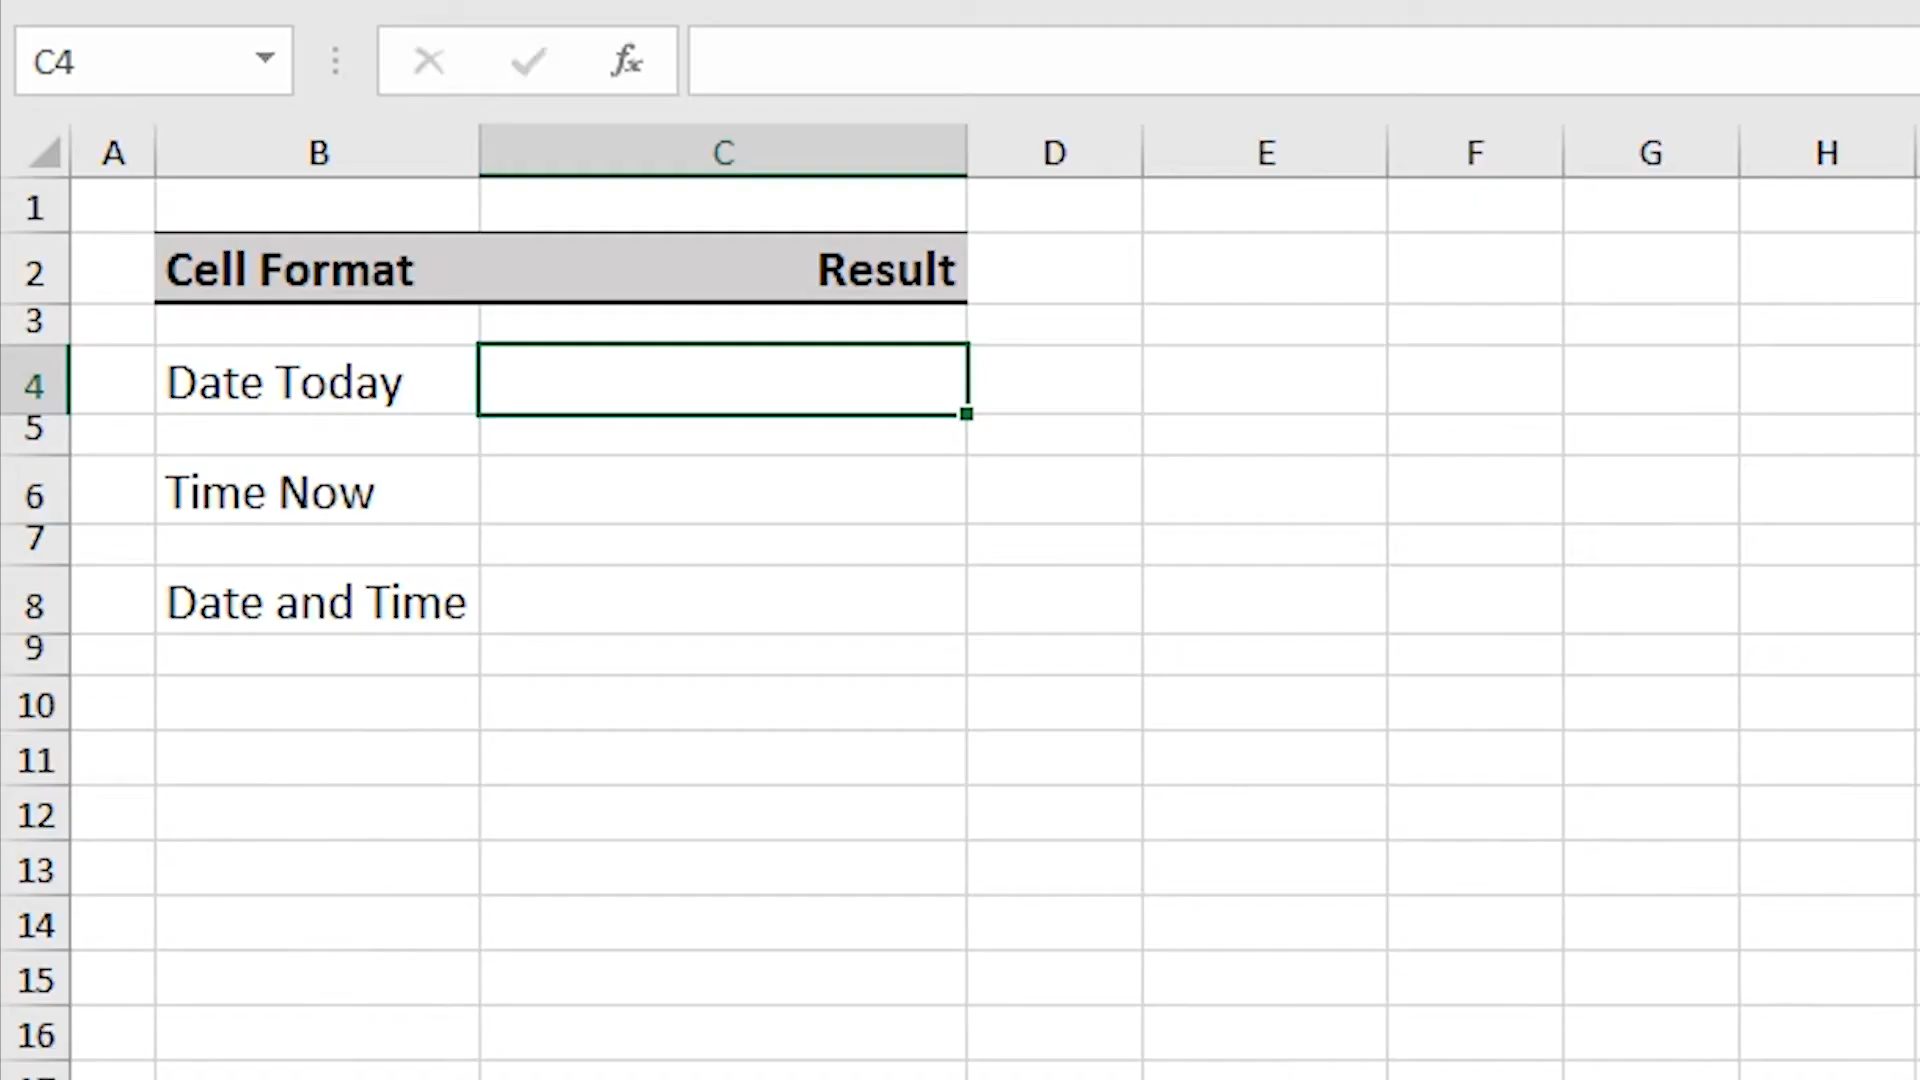 C4
fx
A B C D E F G H
1
2 Cell Format Result
3
4 Date Today
5
6 Time Now
7
8 Date and Time
9
10
11
12
13
14
15
16